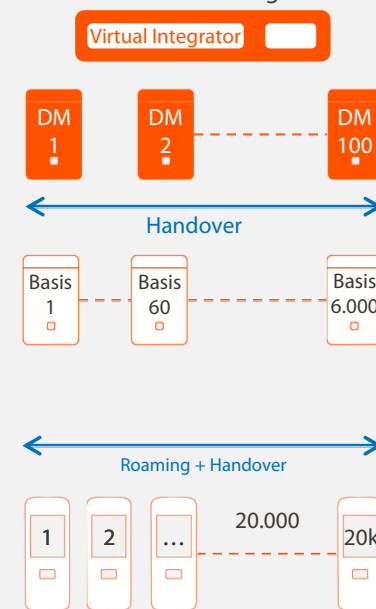 Virtual Integrator
DM
1
DM
2
DM
100
Handover
Basis
1
Basis
60
Basis
6.000
Roaming + Handover
1
2
...
20.000
20k